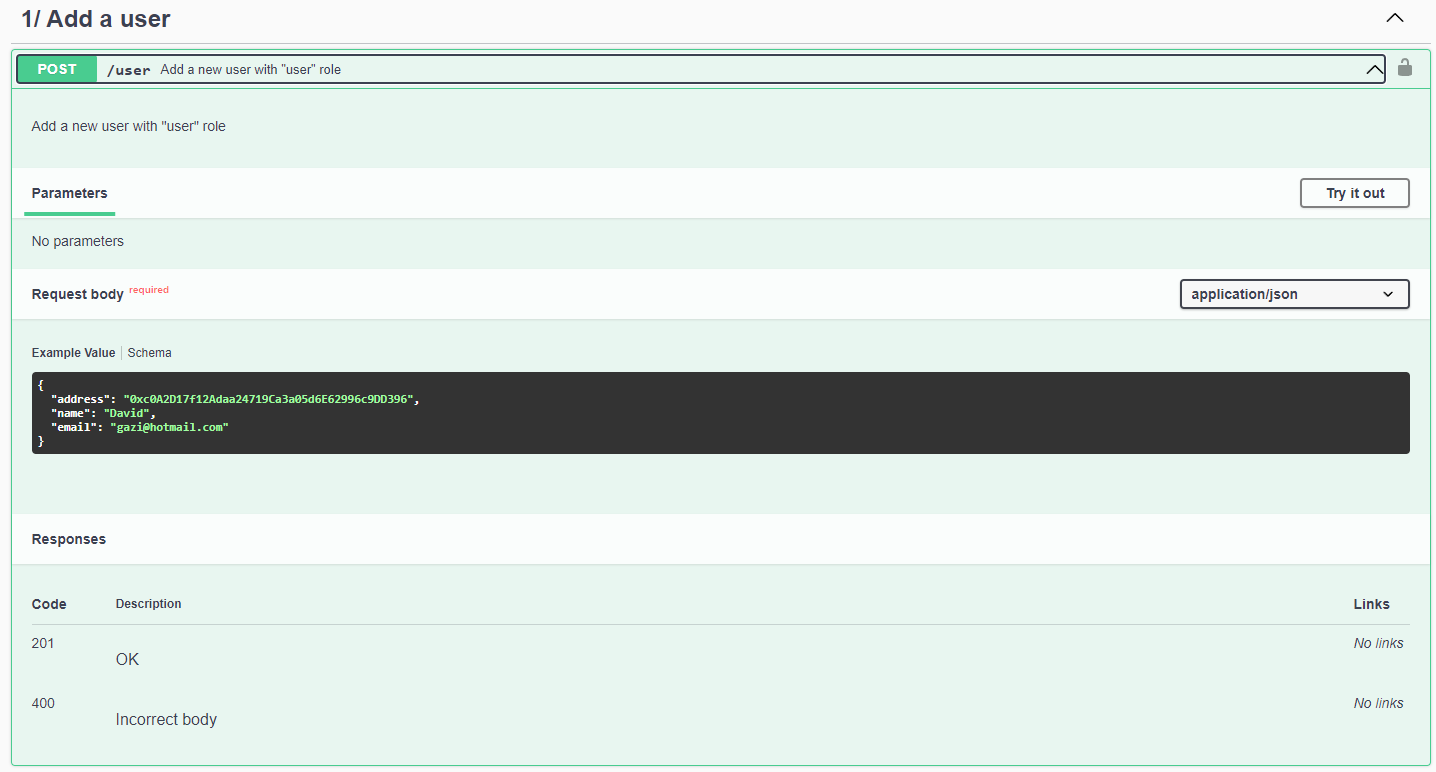 1/ Add a user
POST /user Add a new user with "user" role
Add a new user with "user" role
Parameters Try it out
No parameters
Request body required application/json
Example Value Schema
{
"address": "0xc0A2D17f12Adaa24719Ca3a05d6E62996c9DD396",
"name": "David",
"email": "gazi@hotmail.com"
}
Responses
Code Description Links
201 No links
OK
400 No links
Incorrect body